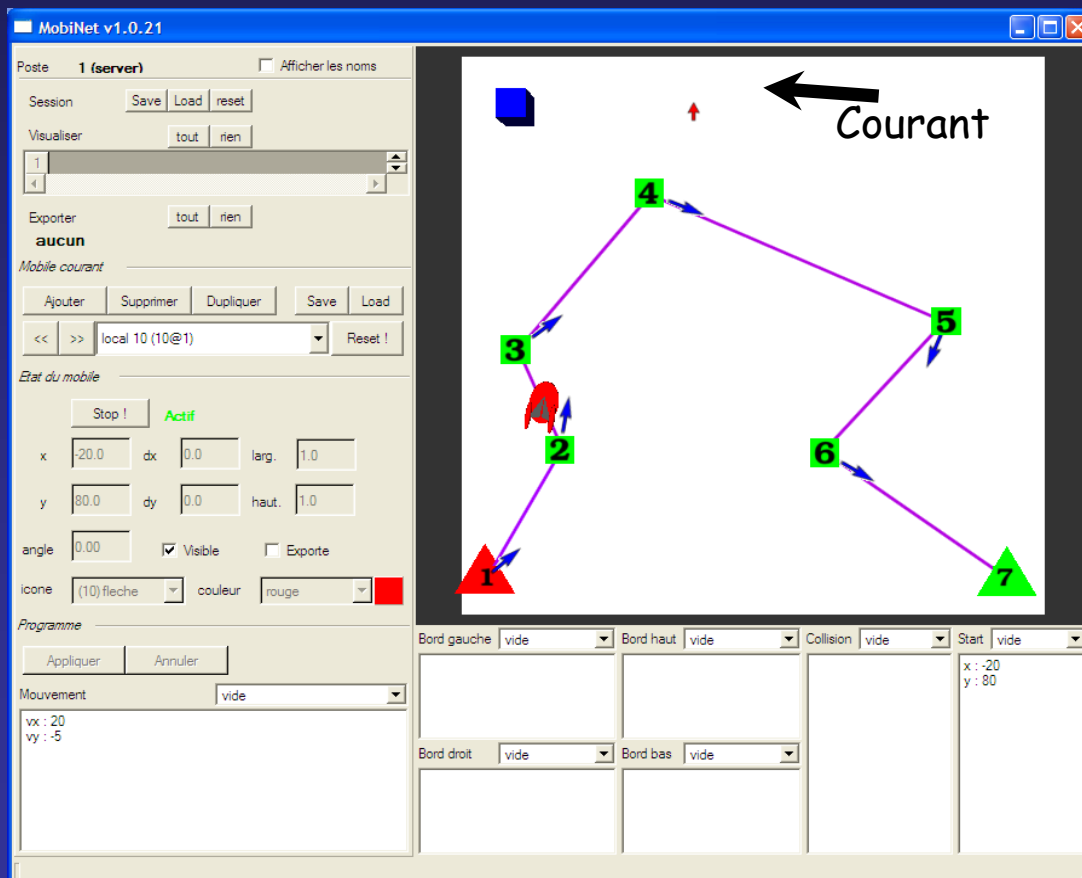 MobiNet v1.0.21
Poste 1 (server) Afficher les noms
Session Save Load reset
Visualiser tout rien
1
Exporter tout rien
aucun
Mobile courant
Ajouter Supprimer Dupliquer Save Load
<< >> local 10 (10@1) Reset !
Etat du mobile
Stop ! Actif
x -20.0 dx 0.0 larg. 1.0
y 80.0 dy 0.0 haut. 1.0
angle 0.00 Visible Exporte
icone (10) fleche couleur rouge
Programme
Appliquer Annuler
Mouvement vide
vx : 20
vy : -5
Courant
4
5
3
2
6
1
7
Bord gauche vide
Bord haut vide
Collision vide
Start vide
x : -20
y : 80
Bord droit vide
Bord bas vide